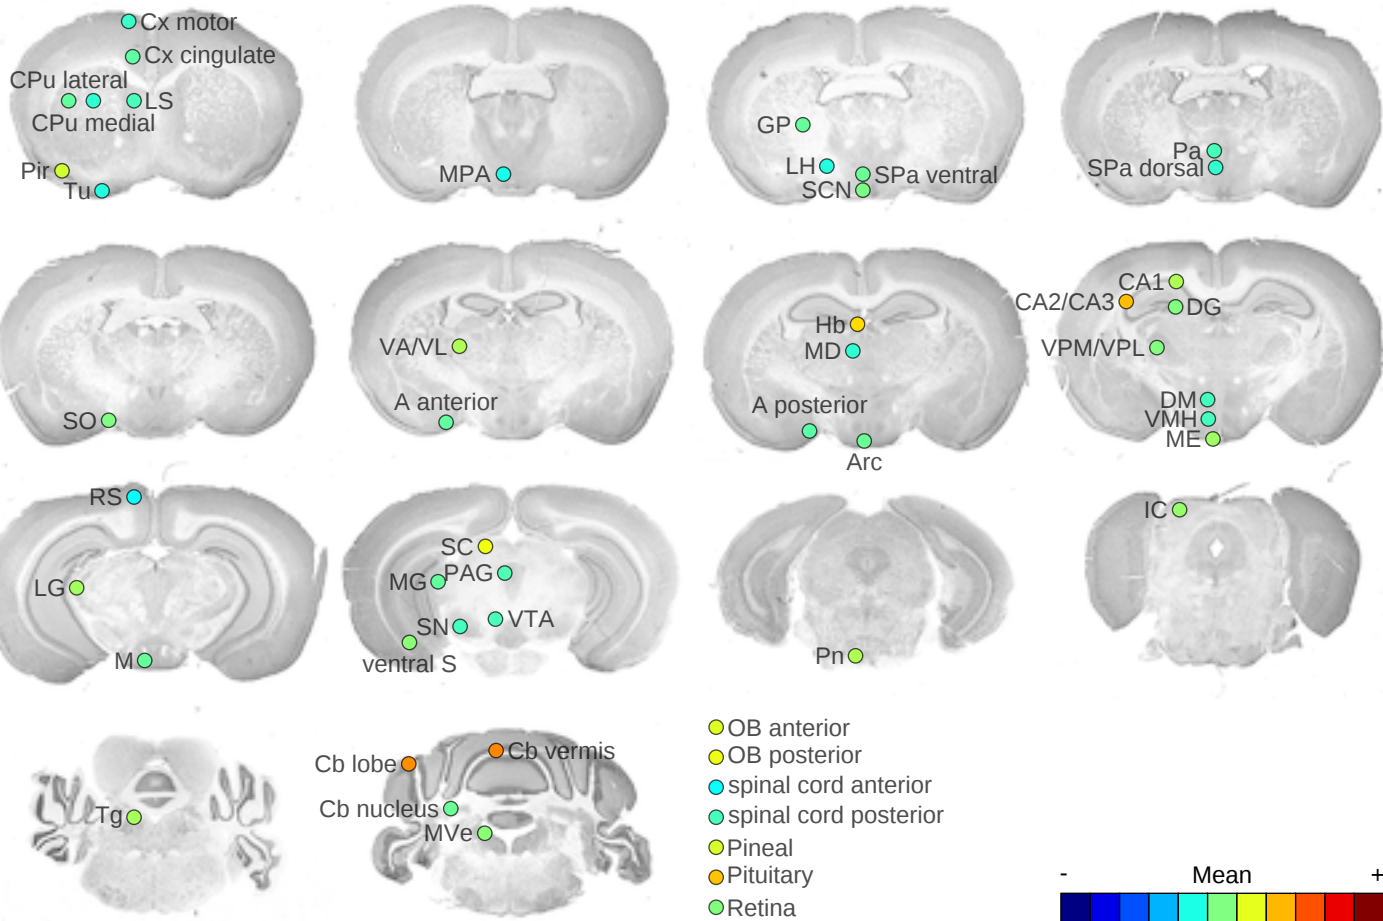 Cx motor
Cx cingulate
CPu lateral
LS
CPu medial
Pir
Tu
MPA
GP
LH
SPa ventral
SCN
Pa
SPa dorsal
SO
VA/VL
A anterior
Hb
MD
A posterior
Arc
CA1
CA2/CA3
DG
VPM/VPL
DM
VMH
ME
RS
LG
M
SC
MG
PAG
SN
VTA
ventral S
Pn
IC
Tg
Cb lobe
Cb vermis
Cb nucleus
MVe
OB anterior
OB posterior
spinal cord anterior
spinal cord posterior
Pineal
Pituitary
Retina
- Mean +